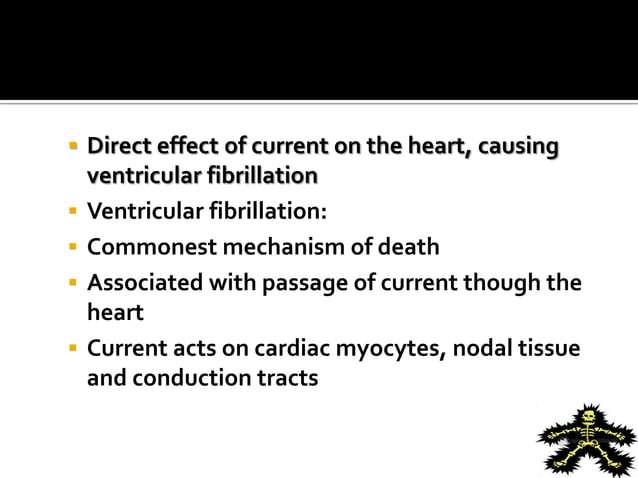 Direct effect of current on the heart, causing
ventricular fibrillation
Ventricular fibrillation:
Commonest mechanism of death
Associated with passage of current though the
heart
Current acts on cardiac myocytes, nodal tissue
and conduction tracts